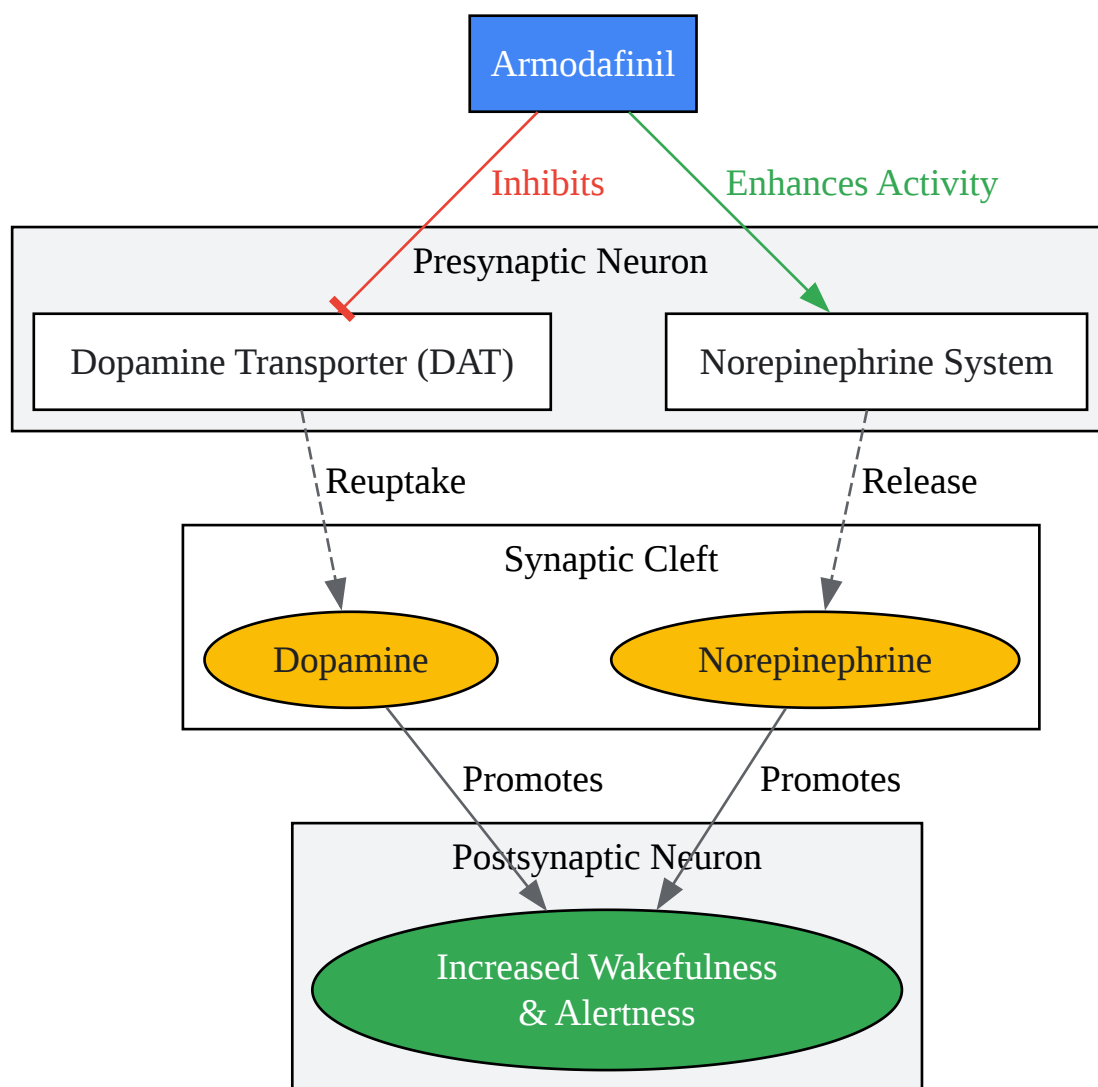 Armodafinil
Inhibits
Enhances Activity
Presynaptic Neuron
Dopamine Transporter (DAT)
Norepinephrine System
Reuptake
Release
Synaptic Cleft
Dopamine
Norepinephrine
Promotes
Promotes
Postsynaptic Neuron
Increased Wakefulness
& Alertness